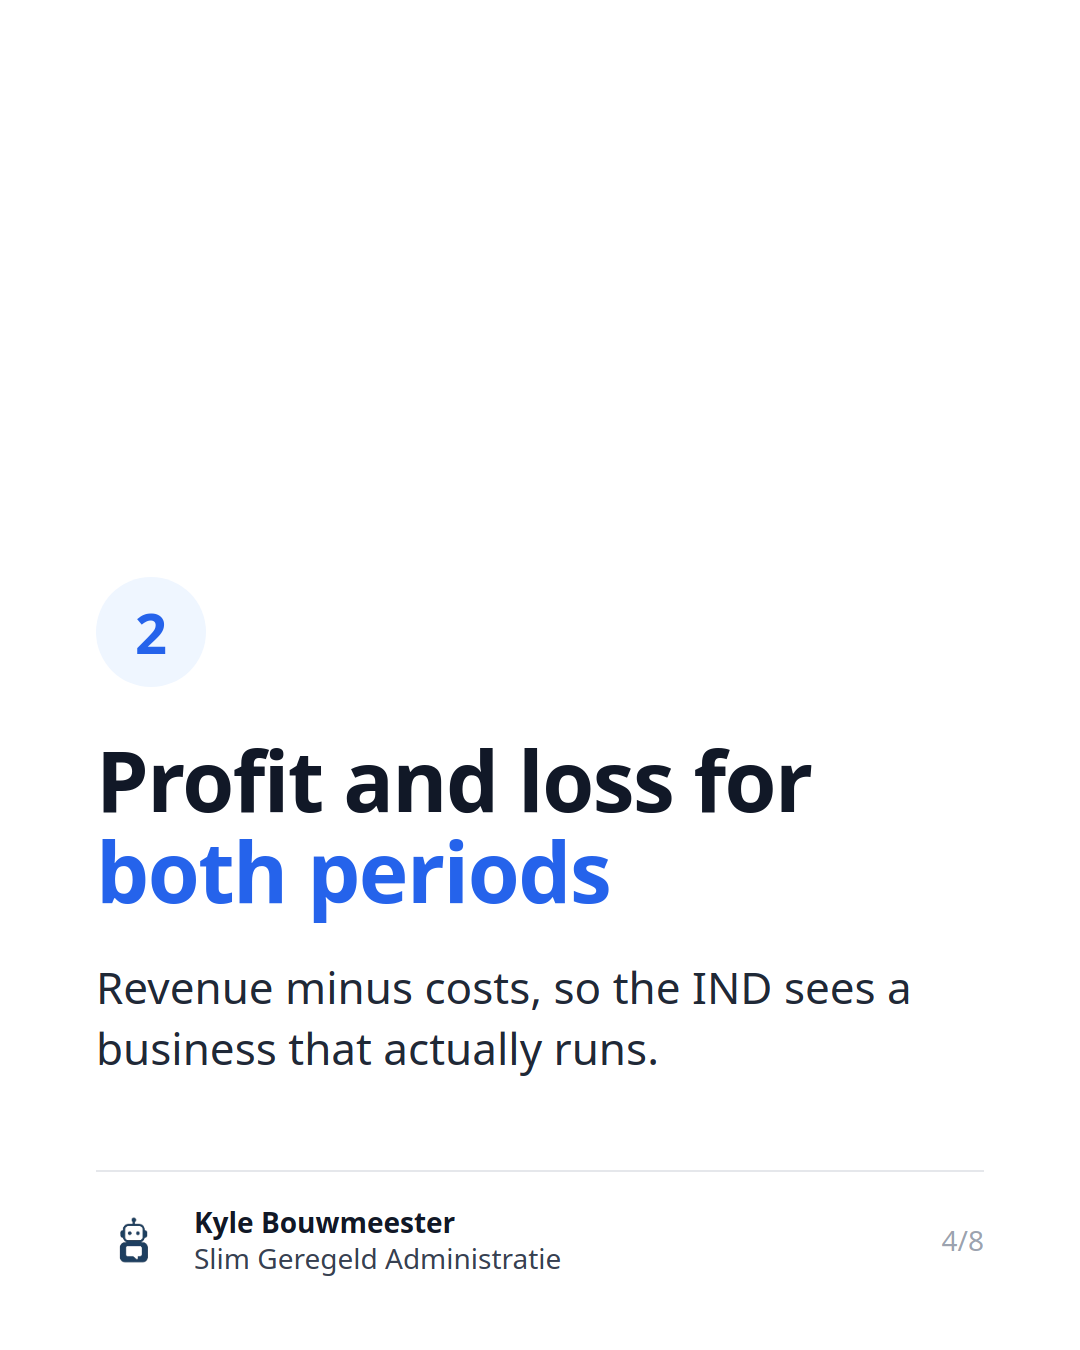 2
Profit and loss for
both periods
Revenue minus costs, so the IND sees a
business that actually runs.
Kyle Bouwmeester
Slim Geregeld Administratie
4/8